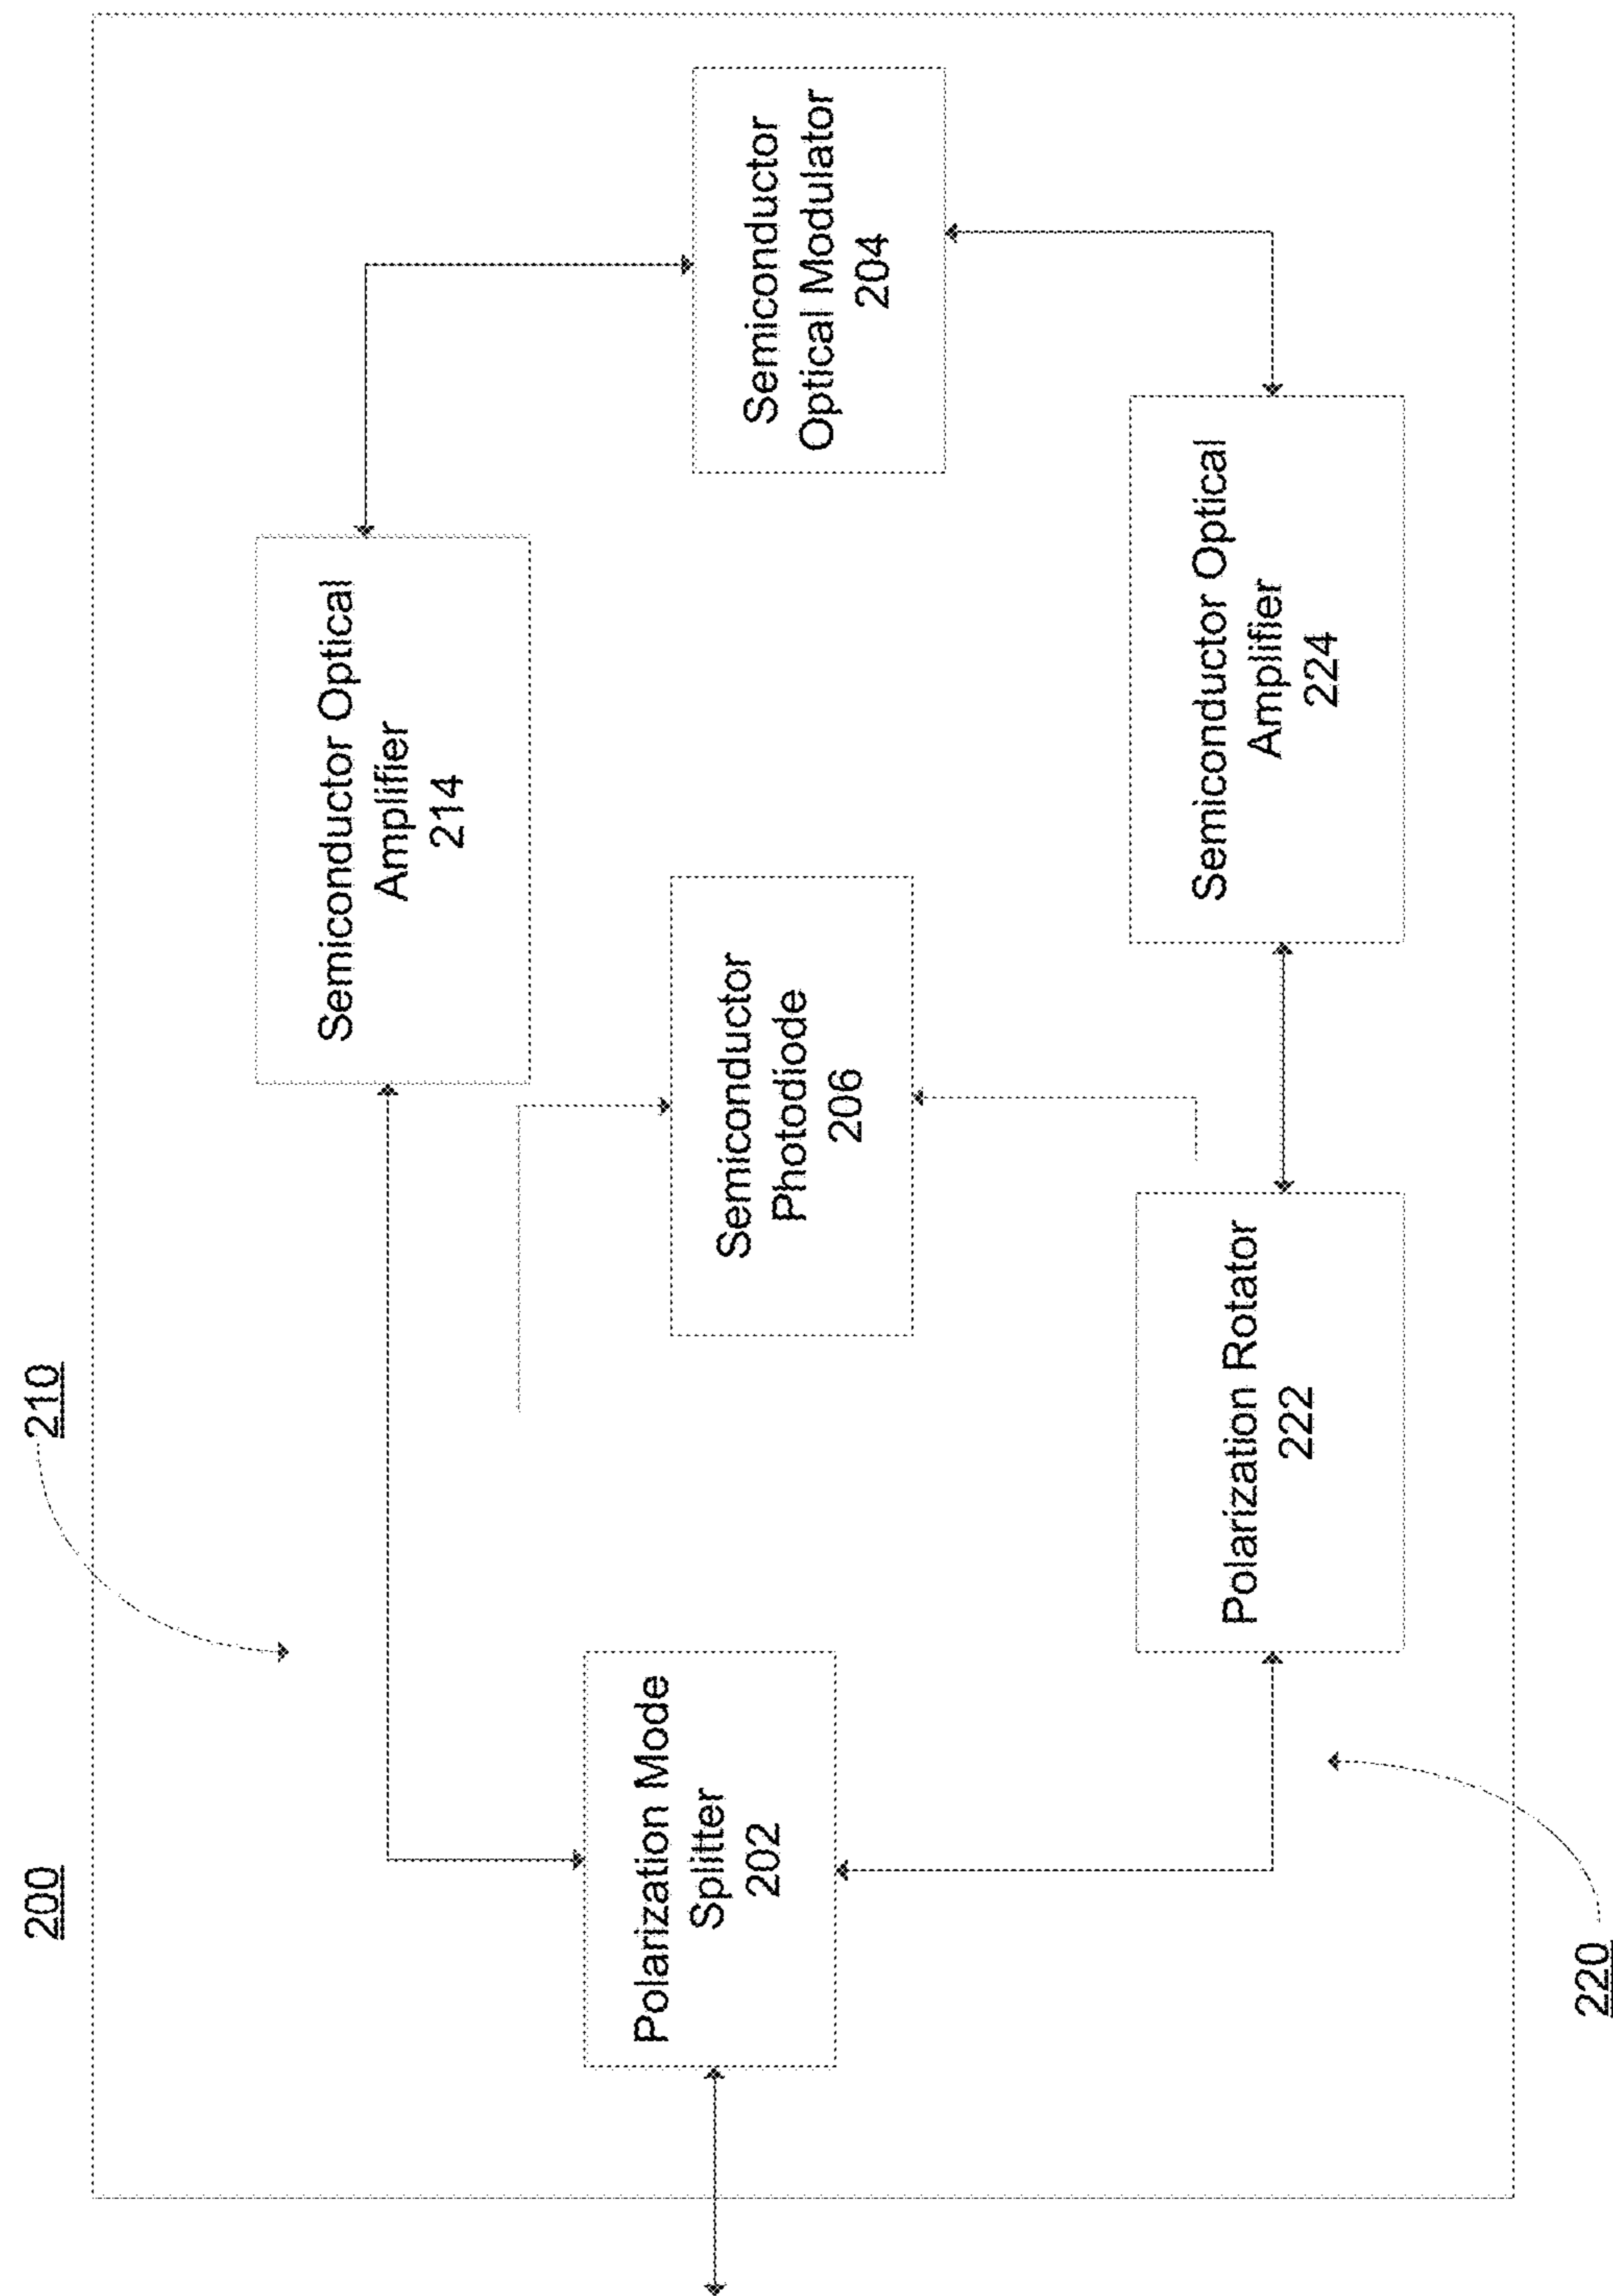 200
210
Semiconductor Optical
Amplifier
214
Polarization Mode
Splitter
202
Semiconductor
Photodiode
206
Semiconductor
Optical Modulator
204
Polarization Rotator
222
Semiconductor Optical
Amplifier
224
220